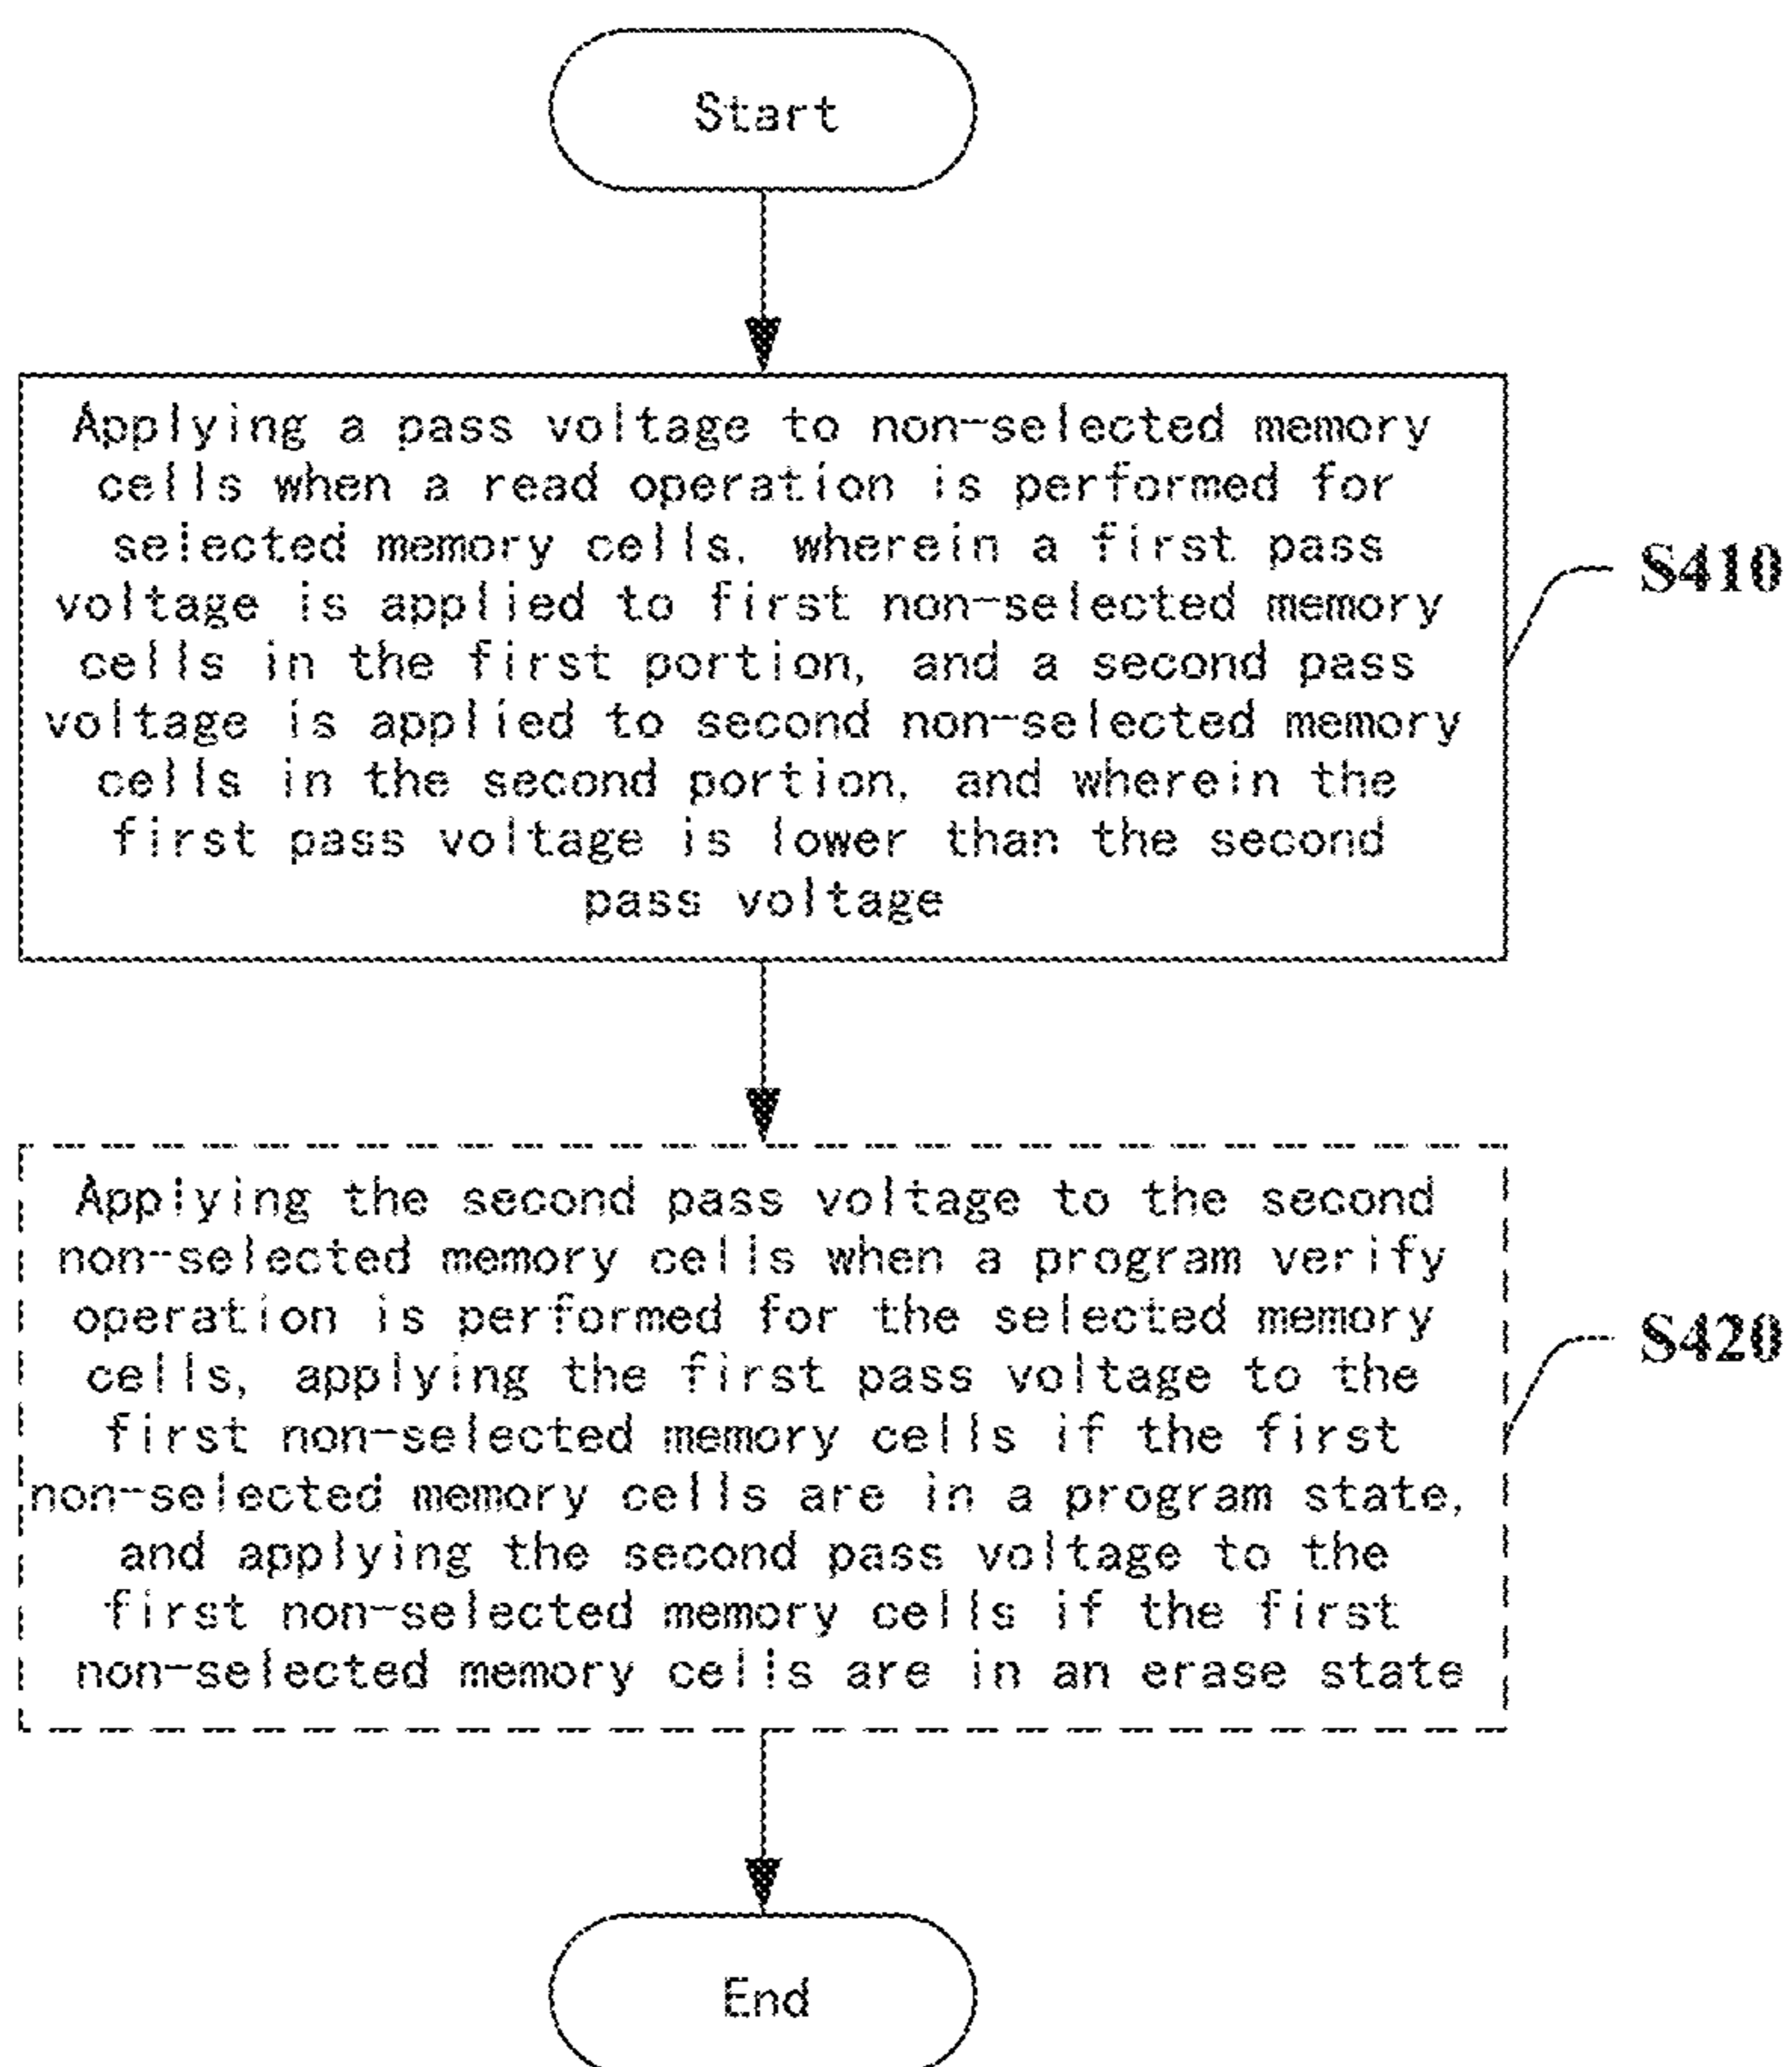 Start
Applying a pass voltage to non-selected memory
cells when a read operation is performed for
selected memory cells, wherein a first pass
voltage is applied to first non-selected memory
cells in the first portion, and a second pass
voltage is applied to second non-selected memory
cells in the second portion, and wherein the
first pass voltage is lower than the second
pass voltage
S410
Applying the second pass voltage to the second
non-selected memory cells when a program verify
operation is performed for the selected memory
cells, applying the first pass voltage to the
first non-selected memory cells if the first
non-selected memory cells are in a program state,
and applying the second pass voltage to the
first non-selected memory cells if the first
non-selected memory cells are in an erase state
S420
End